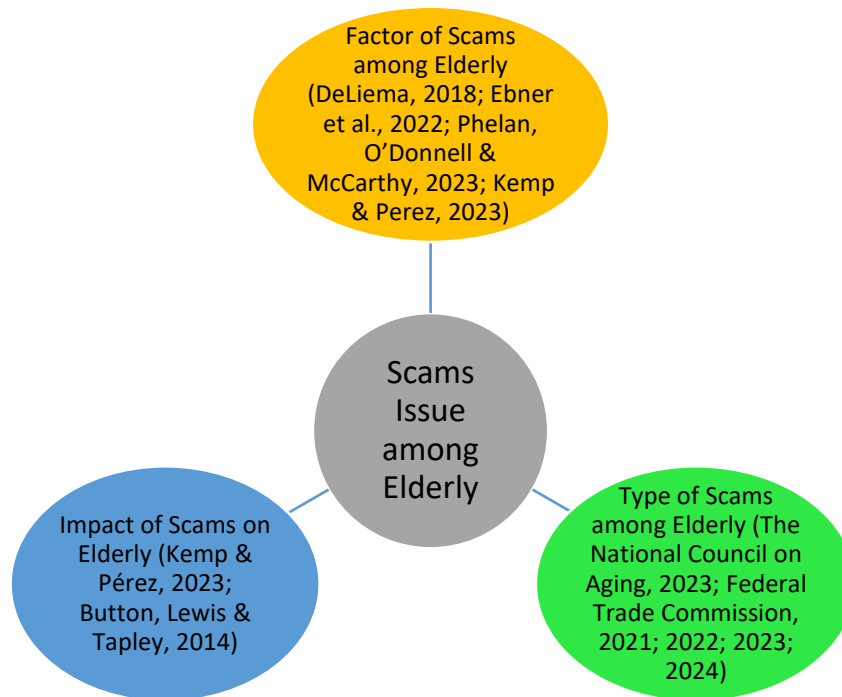 Factor of Scams
among Elderly
(DeLiema, 2018; Ebner
et al., 2022; Phelan,
O’Donnell &
McCarthy, 2023; Kemp
& Perez, 2023)
Scams
Issue
among
Elderly
Impact of Scams on
Elderly (Kemp &
Pérez, 2023;
Button, Lewis &
Tapley, 2014)
Type of Scams
among Elderly (The
National Council on
Aging, 2023; Federal
Trade Commission,
2021; 2022; 2023;
2024)